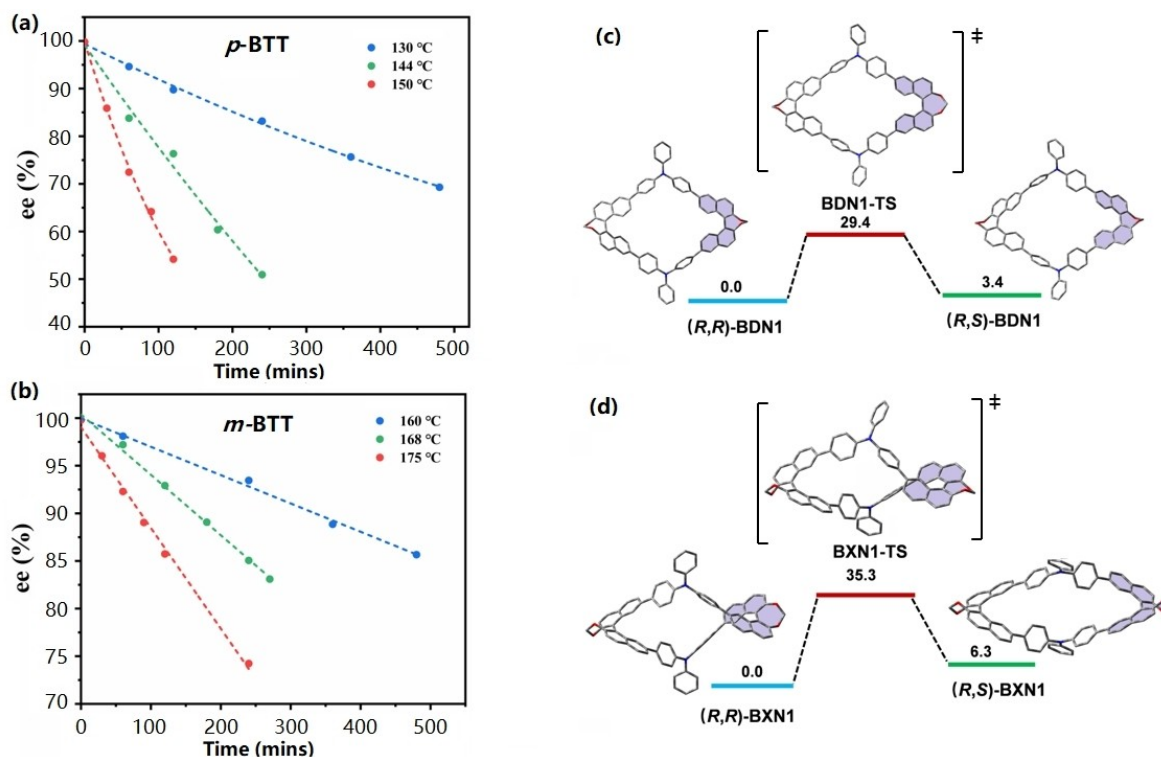 (a)
p-BTT
130 °C
144 °C
150 °C
ee (%)
100
90
80
70
60
50
40
0
100
200
300
400
500
Time (mins)
(b)
m-BTT
160 °C
168 °C
175 °C
ee (%)
100
95
90
85
80
75
70
0
100
200
300
400
500
Time (mins)
(c)
‡
BDN1-TS
29.4
0.0
(R,R)-BDN1
3.4
(R,S)-BDN1
(d)
‡
BXN1-TS
35.3
0.0
(R,R)-BXN1
6.3
(R,S)-BXN1